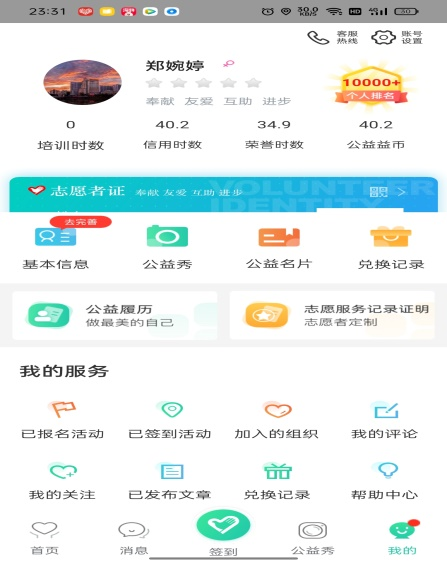 23:31 30.0 KB/S HD 4G 30
客服热线 账号设置
郑婉婷
奉献 友爱 互助 进步
10000+
个人排名
0 40.2 34.9 40.2
培训时数 信用时数 荣誉时数 公益益币
志愿者证 奉献 友爱 互助 进步
VOLUNTEER
IDENTITY
去完善
基本信息 公益秀 公益名片 兑换记录
公益履历 志愿服务记录证明
做最美的自己 志愿者定制
我的服务
已报名活动 已签到活动 加入的组织 我的评论
我的关注 已发布文章 兑换记录 帮助中心
首页 消息 签到 公益秀 我的